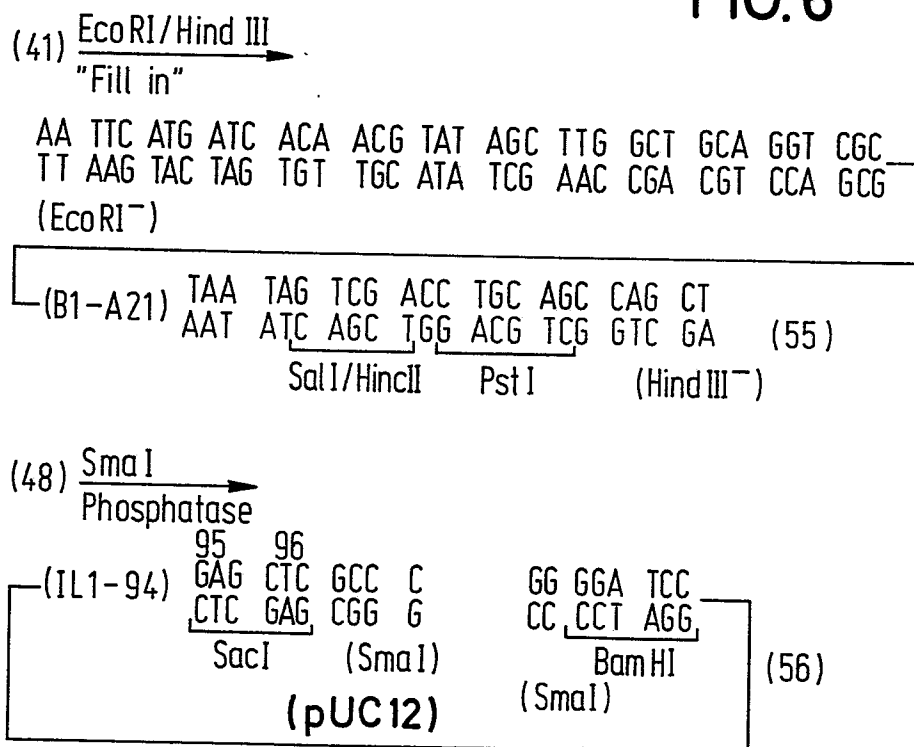 FIG. 6
(41) EcoRI/Hind III
"Fill in"
AA TTC ATG ATC ACA ACG TAT AGC TTG GCT GCA GGT CGC
TT AAG TAC TAG TGT TGC ATA TCG AAC CGA CGT CCA GCG
(EcoRI⁻)
(B1-A21) TAA TAG TCG ACC TGC AGC CAG CT
AAT ATC AGC TGG ACG TCG GTC GA (55)
SalI/HincII PstI (Hind III⁻)
(48) SmaI
Phosphatase
95 96
(IL1-94) GAG CTC GCC C GG GGA TCC
CTC GAG CGG G CC CCT AGG
SacI (SmaI) BamHI (56)
(SmaI)
(pUC12)